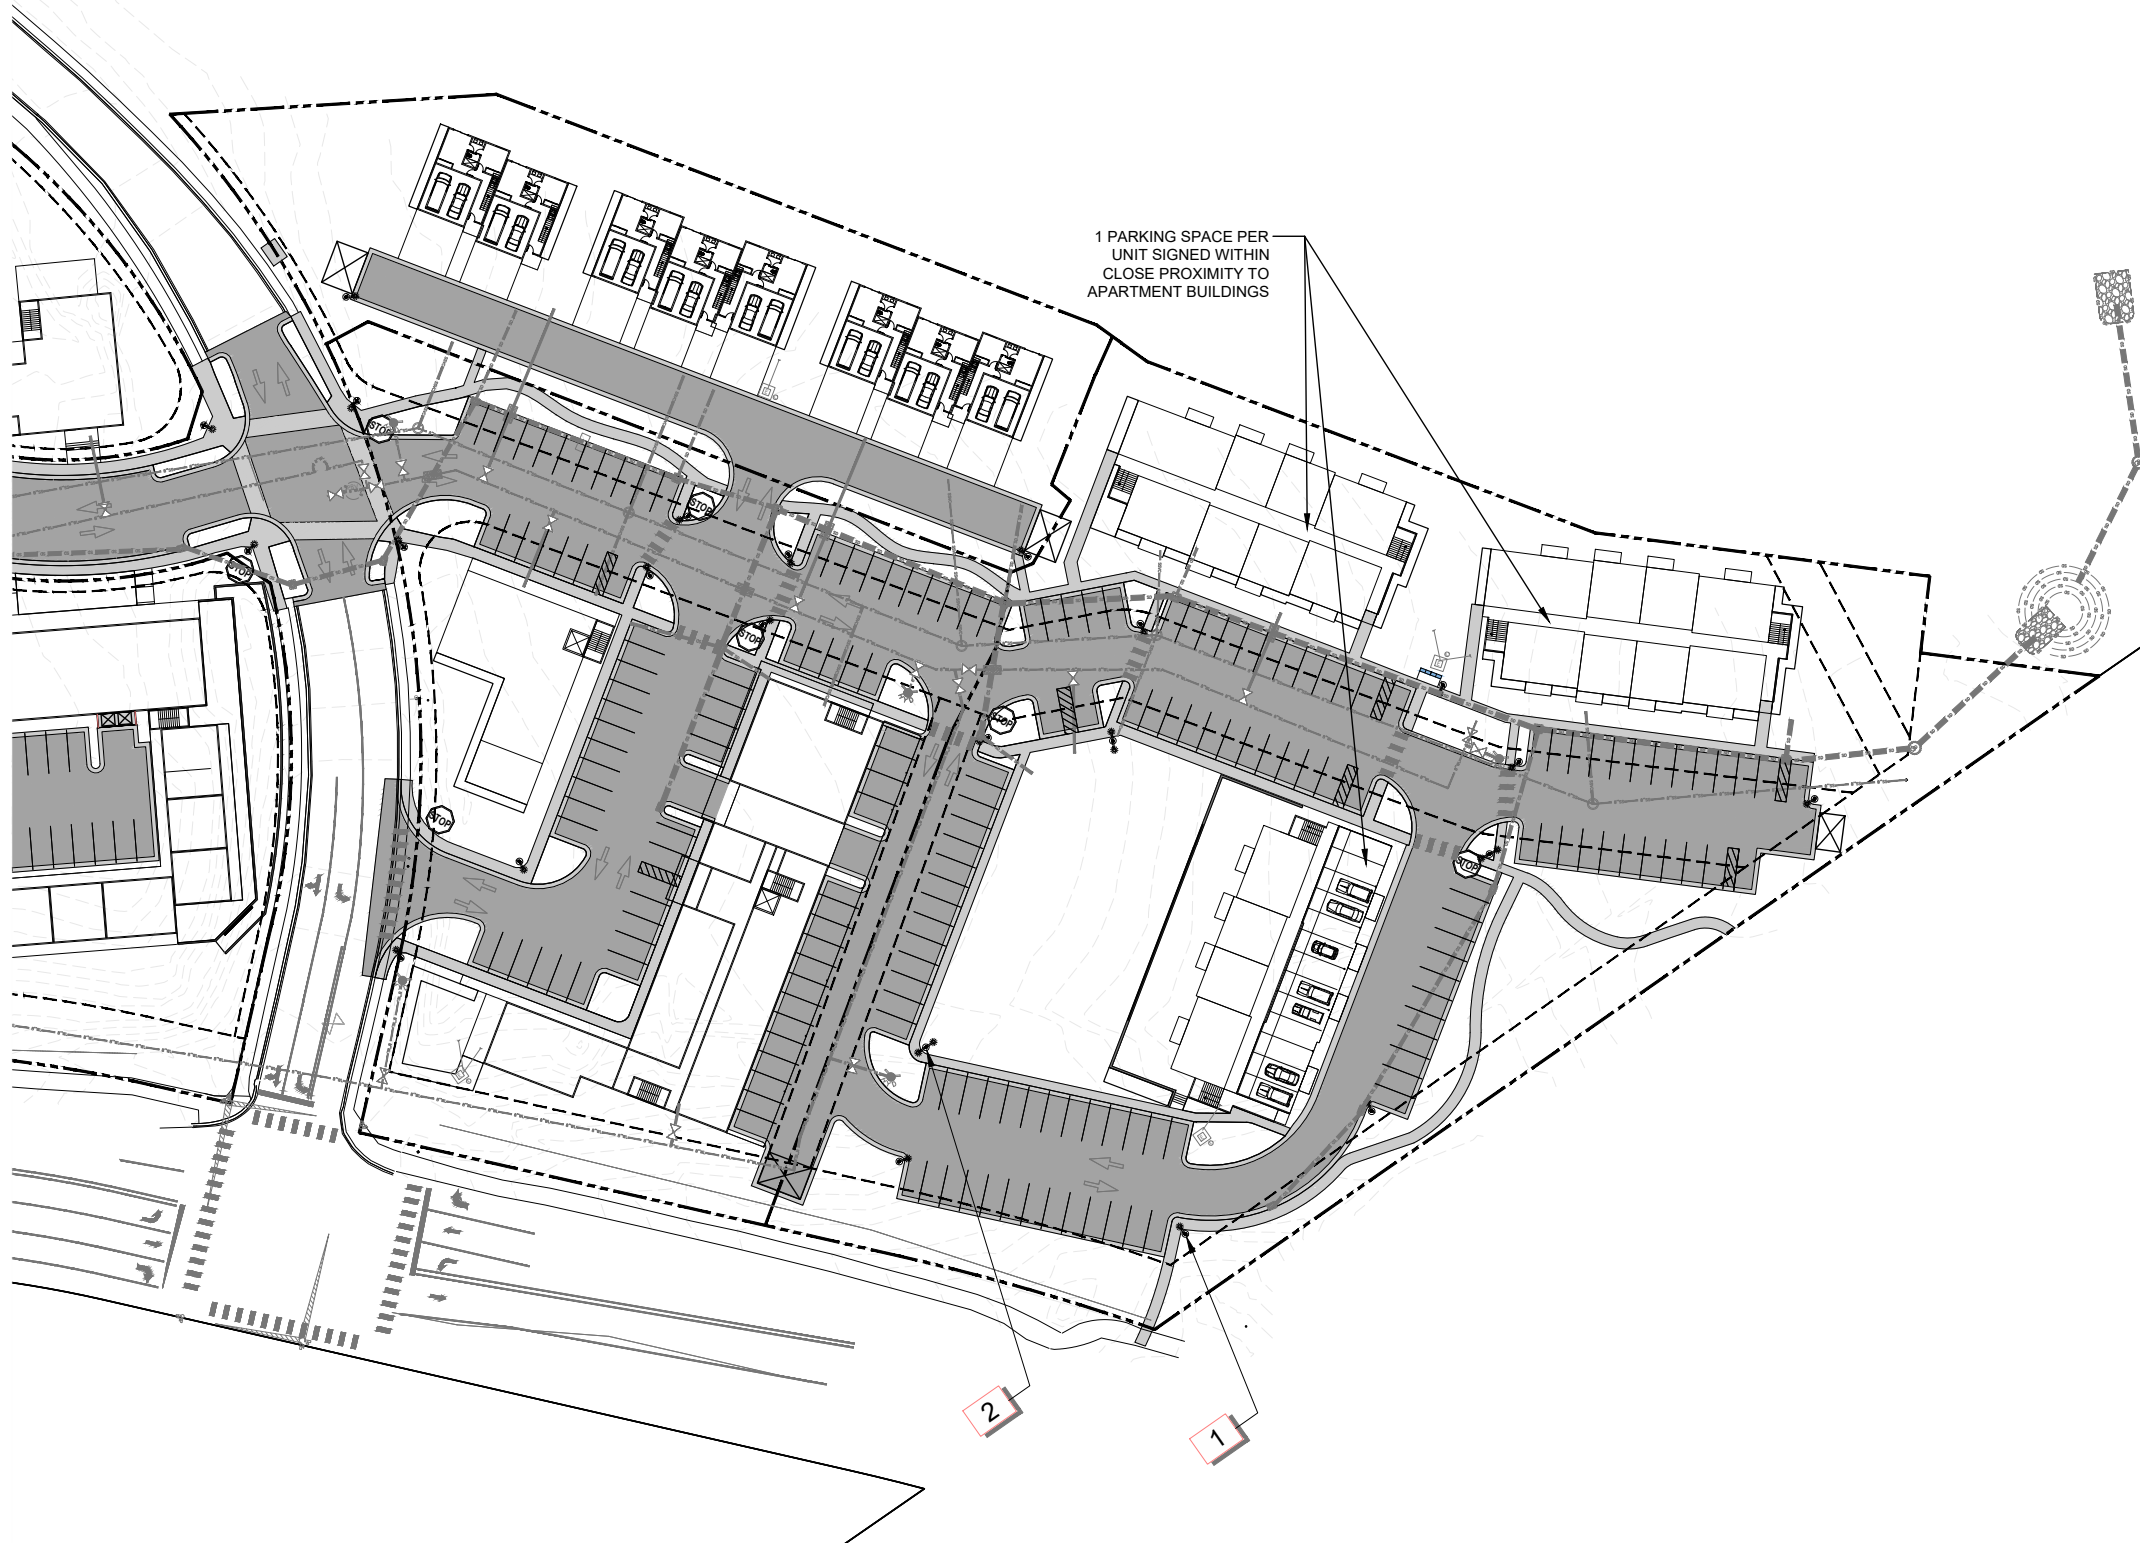 1 PARKING SPACE PER
UNIT SIGNED WITHIN
CLOSE PROXIMITY TO
APARTMENT BUILDINGS
STOP
STOP
STOP
STOP
STOP
STOP
STOP
2
1